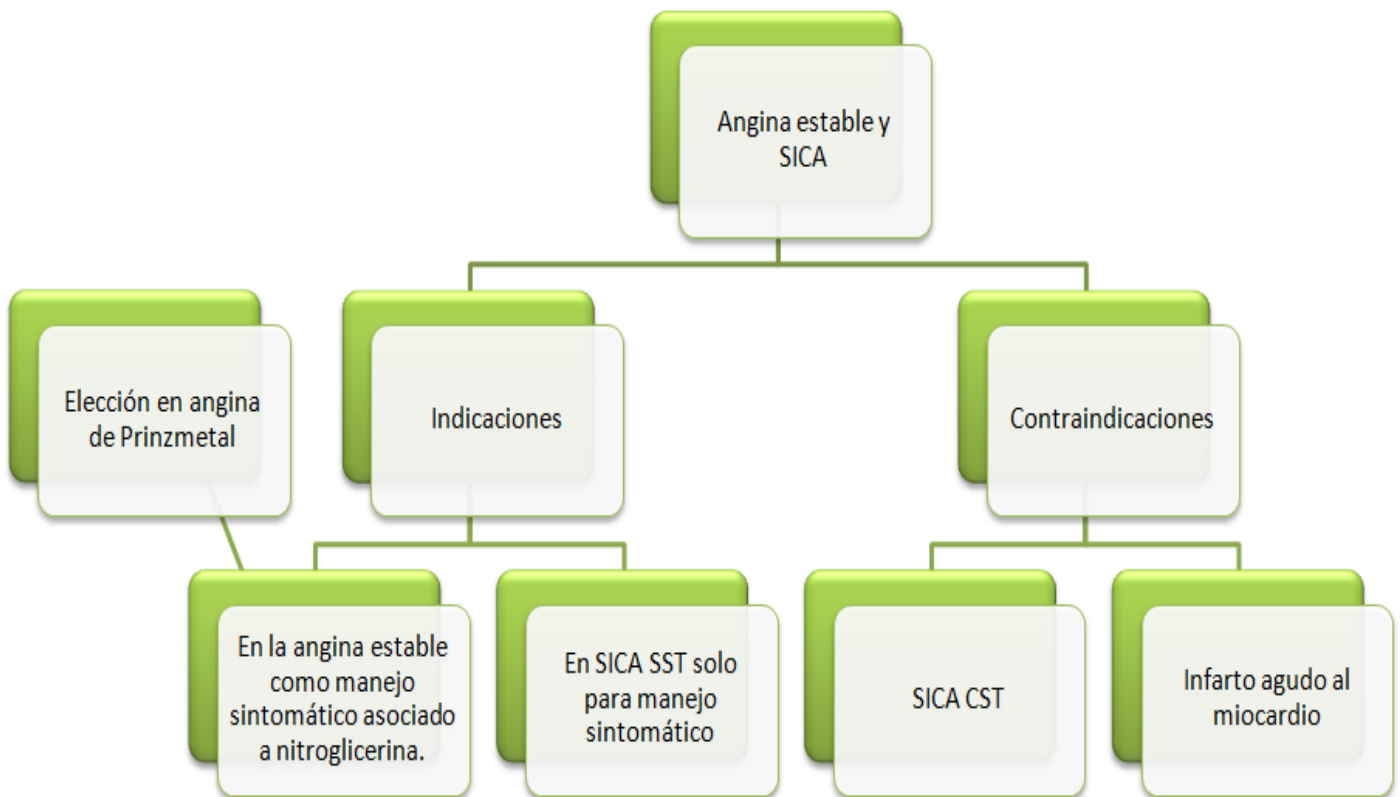 Angina estable y
SICA
Elección en angina
de Prinzmetal
Indicaciones
Contraindicaciones
En la angina estable
como manejo
sintomático asociado
a nitroglicerina.
En SICA SST solo
para manejo
sintomático
SICA CST
Infarto agudo al
miocardio